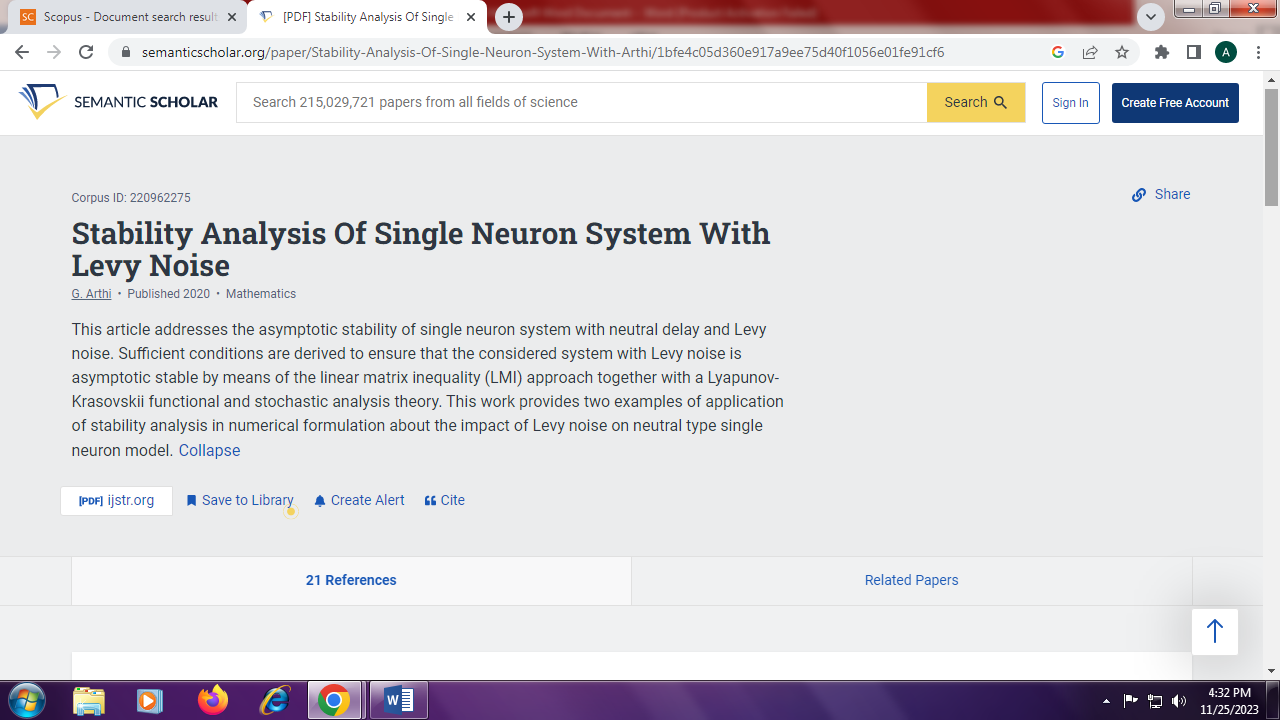 Scopus - Document search result
[PDF] Stability Analysis Of Single
semanticscholar.org/paper/Stability-Analysis-Of-Single-Neuron-System-With-Arthi/1bfe4c05d360e917a9ee75d40f1056e01fe91cf6
A
SEMANTIC SCHOLAR
Search 215,029,721 papers from all fields of science
Search
Sign In
Create Free Account
Corpus ID: 220962275
Share
Stability Analysis Of Single Neuron System With
Levy Noise
G. Arthi • Published 2020 • Mathematics
This article addresses the asymptotic stability of single neuron system with neutral delay and Levy
noise. Sufficient conditions are derived to ensure that the considered system with Levy noise is
asymptotic stable by means of the linear matrix inequality (LMI) approach together with a Lyapunov-
Krasovskii functional and stochastic analysis theory. This work provides two examples of application
of stability analysis in numerical formulation about the impact of Levy noise on neutral type single
neuron model. Collapse
[PDF] ijstr.org
Save to Library
Create Alert
Cite
21 References
Related Papers
4:32 PM
11/25/2023